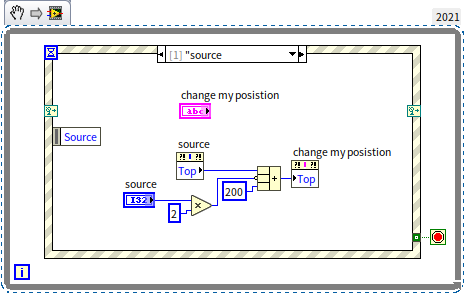 2021
[1] "source
change my posistion
abc
Source
source
change my posistion
Top
Top
source
I32
200
2
i